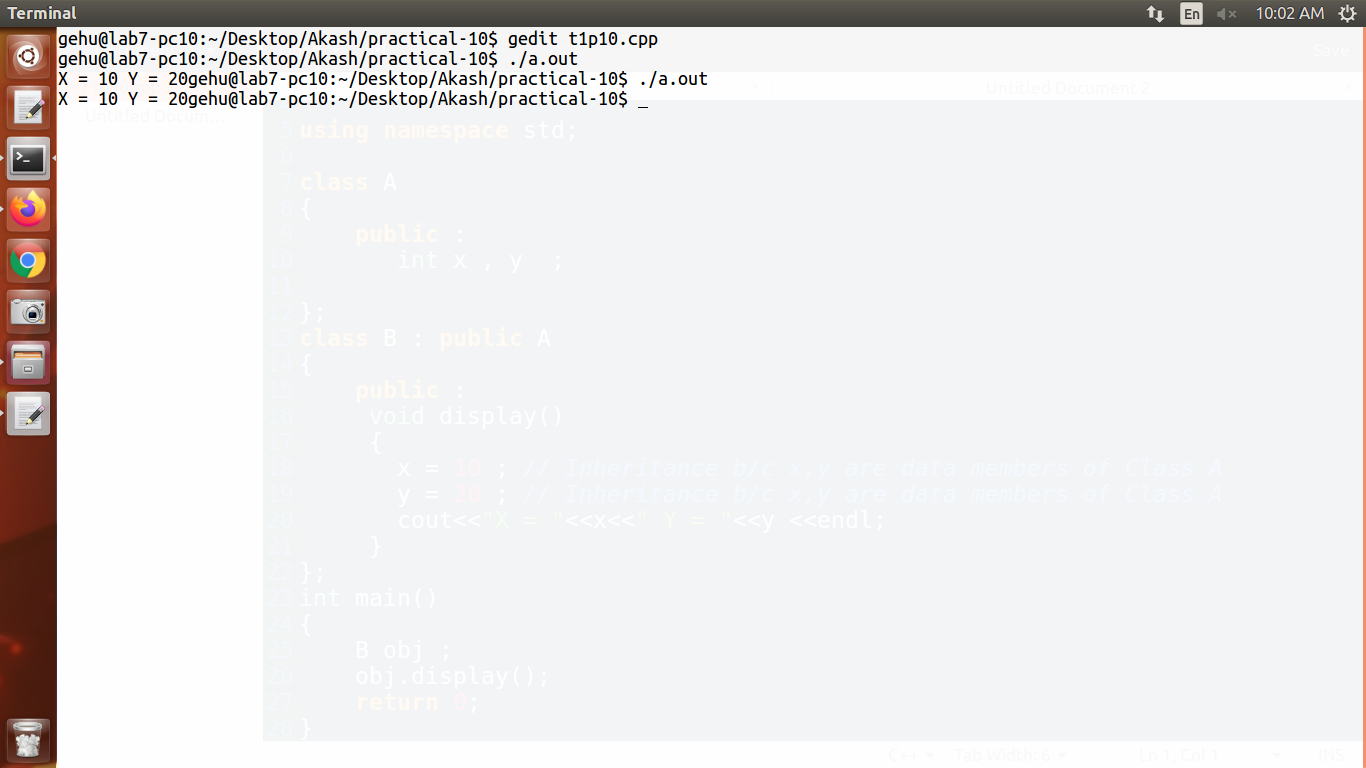 Terminal
En
10:02 AM
gehu@lab7-pc10:~/Desktop/Akash/practical-10$ gedit t1p10.cpp
gehu@lab7-pc10:~/Desktop/Akash/practical-10$ ./a.out
X = 10 Y = 20gehu@lab7-pc10:~/Desktop/Akash/practical-10$ ./a.out
X = 10 Y = 20gehu@lab7-pc10:~/Desktop/Akash/practical-10$ _
Save
Untitled Document 2
Untitled Docum...
5 using namespace std;
6
7 class A
8 {
9 public :
10 int x , y ;
11
12 };
13 class B : public A
14 {
15 public :
16 void display()
17 {
18 x = 10 ; // Inheritance b/c x,y are data members of Class A
19 y = 20 ; // Inheritance b/c x,y are data members of Class A
20 cout<<"X = "<<x<<" Y = "<<y <<endl;
21 }
22 };
23 int main()
24 {
25 B obj ;
26 obj.display();
27 return 0;
28 }
C++ Tab Width: 6 Ln 1, Col 1 INS